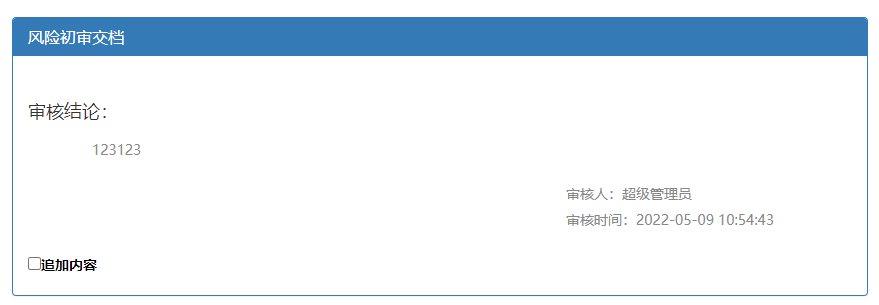 风险初审交档
审核结论：
123123
审核人：超级管理员
审核时间：2022-05-09 10:54:43
追加内容